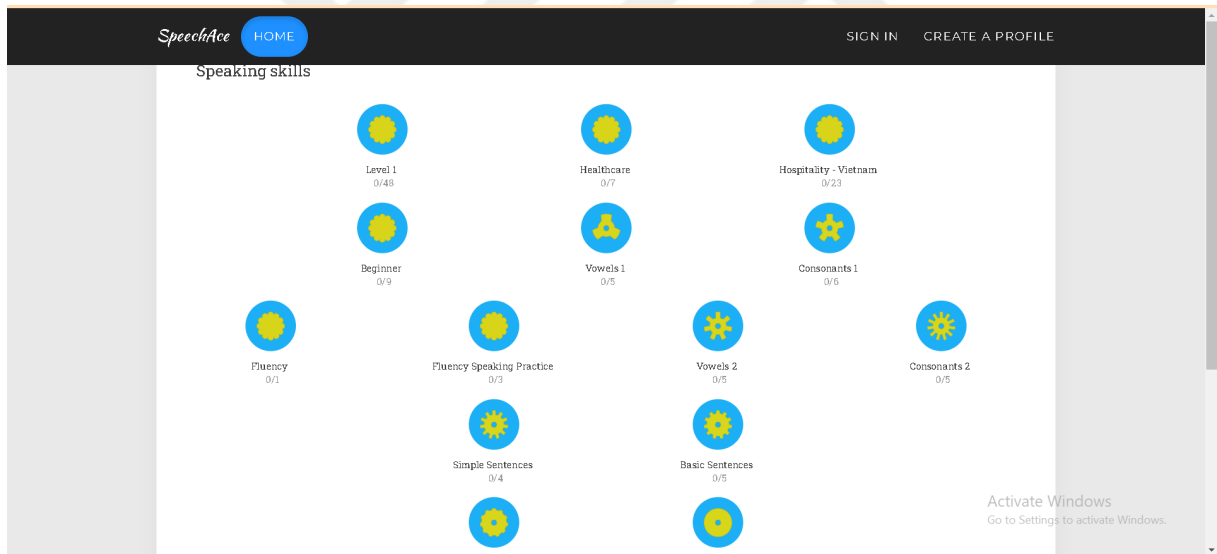 SpeechAce HOME SIGN IN CREATE A PROFILE
Speaking skills
Level 1 Healthcare Hospitality - Vietnam
0/48 0/7 0/23
Beginner Vowels 1 Consonants 1
0/9 0/5 0/6
Fluency Fluency Speaking Practice Vowels 2 Consonants 2
0/1 0/3 0/5 0/5
Simple Sentences Basic Sentences
0/4 0/5
Activate Windows
Go to Settings to activate Windows.